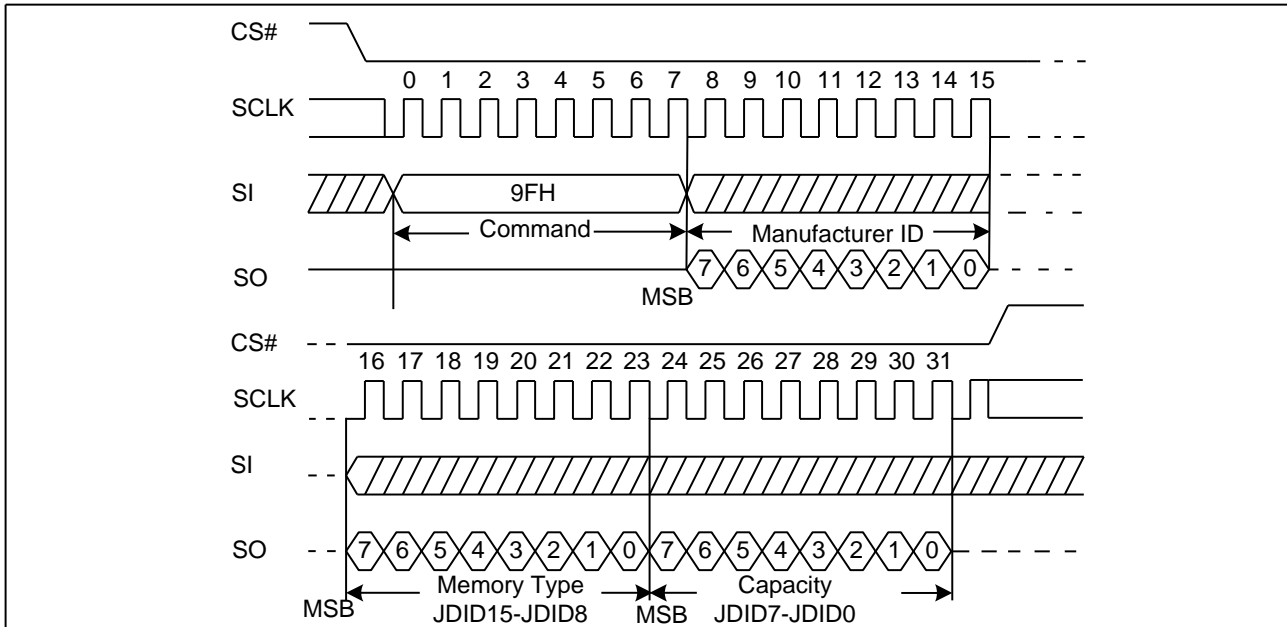 CS#
0 1 2 3 4 5 6 7 8 9 10 11 12 13 14 15
SCLK
SI 9FH
Command Manufacturer ID
SO 7 6 5 4 3 2 1 0
MSB
CS#
16 17 18 19 20 21 22 23 24 25 26 27 28 29 30 31
SCLK
SI
SO 7 6 5 4 3 2 1 0 7 6 5 4 3 2 1 0
Memory Type Capacity
MSB JDID15-JDID8 MSB JDID7-JDID0